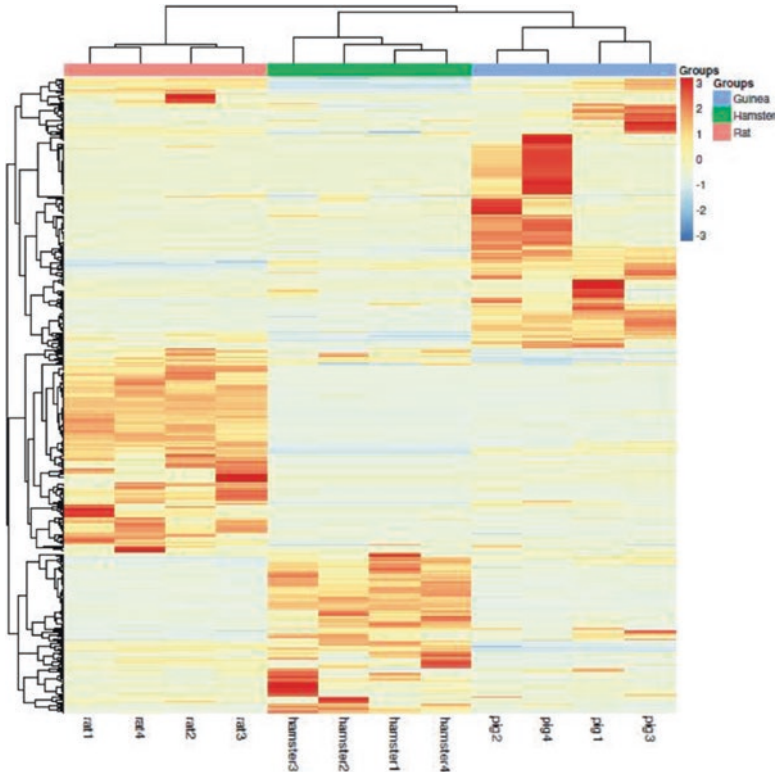 Groups
3
2
1
0
-1
-2
-3
Groups
Guinea
Hamster
Rat
rat1
rat4
rat2
rat3
hamster3
hamster2
hamster1
hamster4
pig2
pig4
pig1
pig3